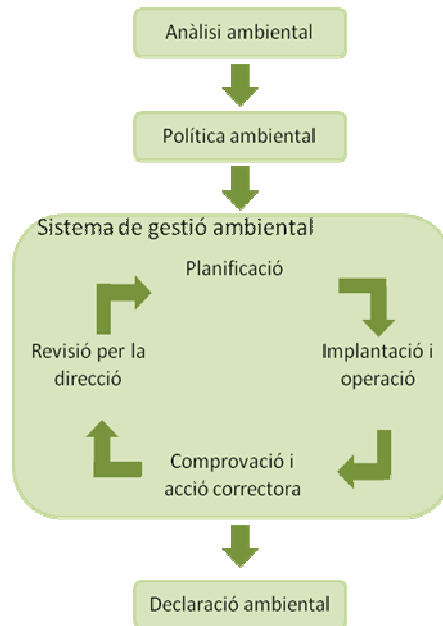 Anàlisi ambiental
Política ambiental
Sistema de gestió ambiental
Planificació
Implantació i
operació
Comprovació i
acció correctora
Revisió per la
direcció
Declaració ambiental